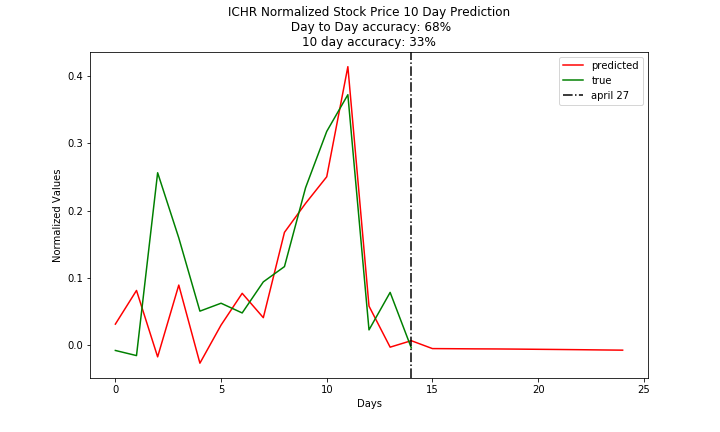 ICHR Normalized Stock Price 10 Day Prediction
Day to Day accuracy: 68%
10 day accuracy: 33%
predicted
true
april 27
0.4
0.3
0.2
0.1
0.0
Normalized Values
0
5
10
15
20
25
Days